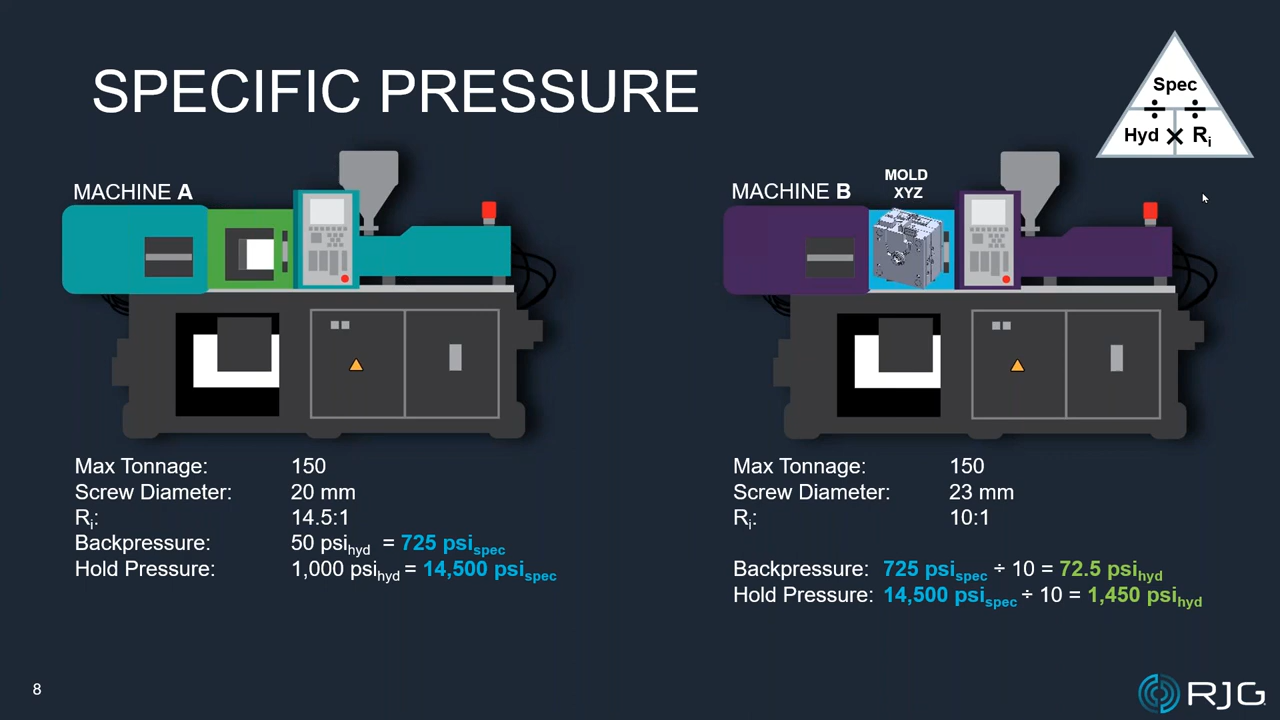 SPECIFIC PRESSURE
Spec
÷ ÷
Hyd × Ri
MACHINE A
MACHINE B
MOLD
XYZ
Max Tonnage: 150
Screw Diameter: 20 mm
Ri: 14.5:1
Backpressure: 50 psihyd = 725 psispec
Hold Pressure: 1,000 psihyd = 14,500 psispec
Max Tonnage: 150
Screw Diameter: 23 mm
Ri: 10:1
Backpressure: 725 psispec ÷ 10 = 72.5 psihyd
Hold Pressure: 14,500 psispec ÷ 10 = 1,450 psihyd
8
RJG